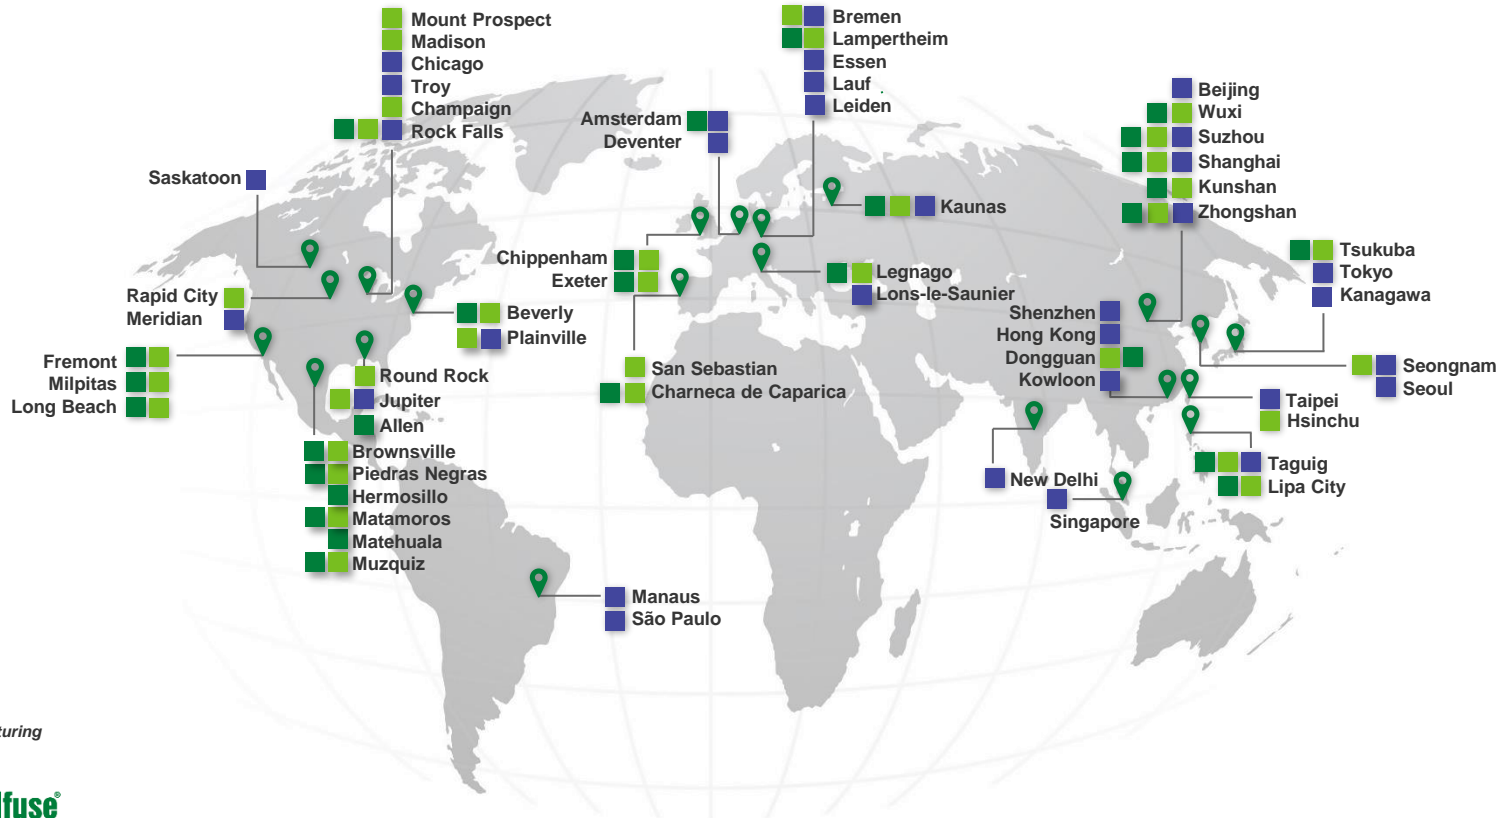 Mount Prospect
Madison
Chicago
Troy
Champaign
Rock Falls
Bremen
Lampertheim
Essen
Lauf
Leiden
Amsterdam
Deventer
Beijing
Wuxi
Suzhou
Shanghai
Kunshan
Zhongshan
Saskatoon
Kaunas
Chippenham
Exeter
Legnago
Lons-le-Saunier
Tsukuba
Tokyo
Kanagawa
Rapid City
Meridian
Beverly
Plainville
Shenzhen
Hong Kong
Dongguan
Kowloon
Fremont
Milpitas
Long Beach
Round Rock
Jupiter
Allen
San Sebastian
Charneca de Caparica
Seongnam
Seoul
Taipei
Hsinchu
Brownsville
Piedras Negras
Hermosillo
Matamoros
Matehuala
Muzquiz
New Delhi
Singapore
Taguig
Lipa City
Manaus
São Paulo
turing
lfuse®